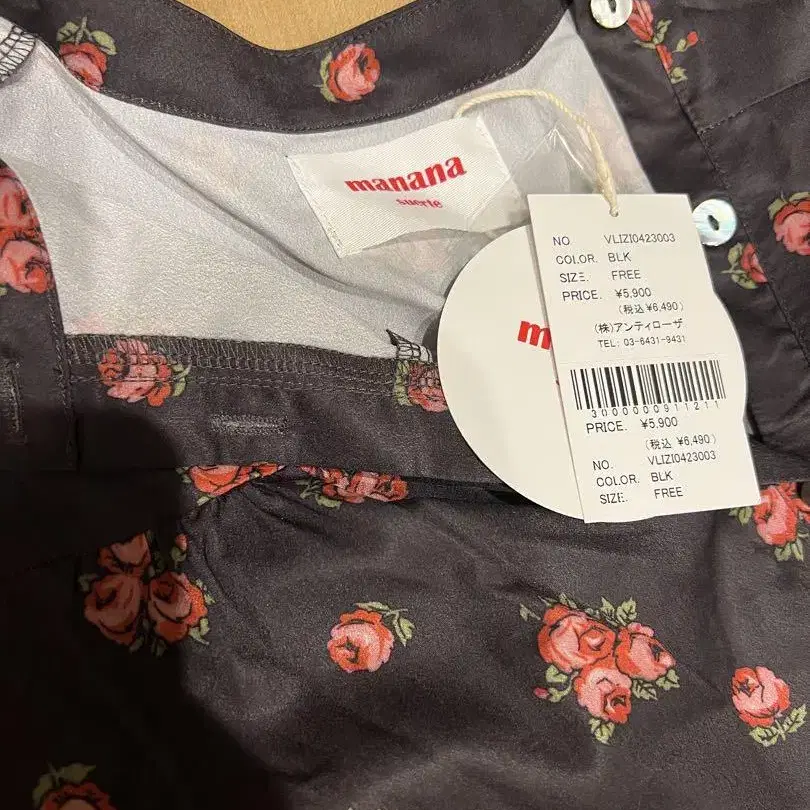 manana
suerte
m
NO. VLIZI0423003
COLOR. BLK
SIZE. FREE
PRICE. ¥5,900
(税込 ¥6,490)
(株)アンティローザ
TEL: 03-6431-9431
3000000911211
PRICE. ¥5,900
(税込 ¥6,490)
NO. VLIZI0423003
COLOR. BLK
SIZE. FREE